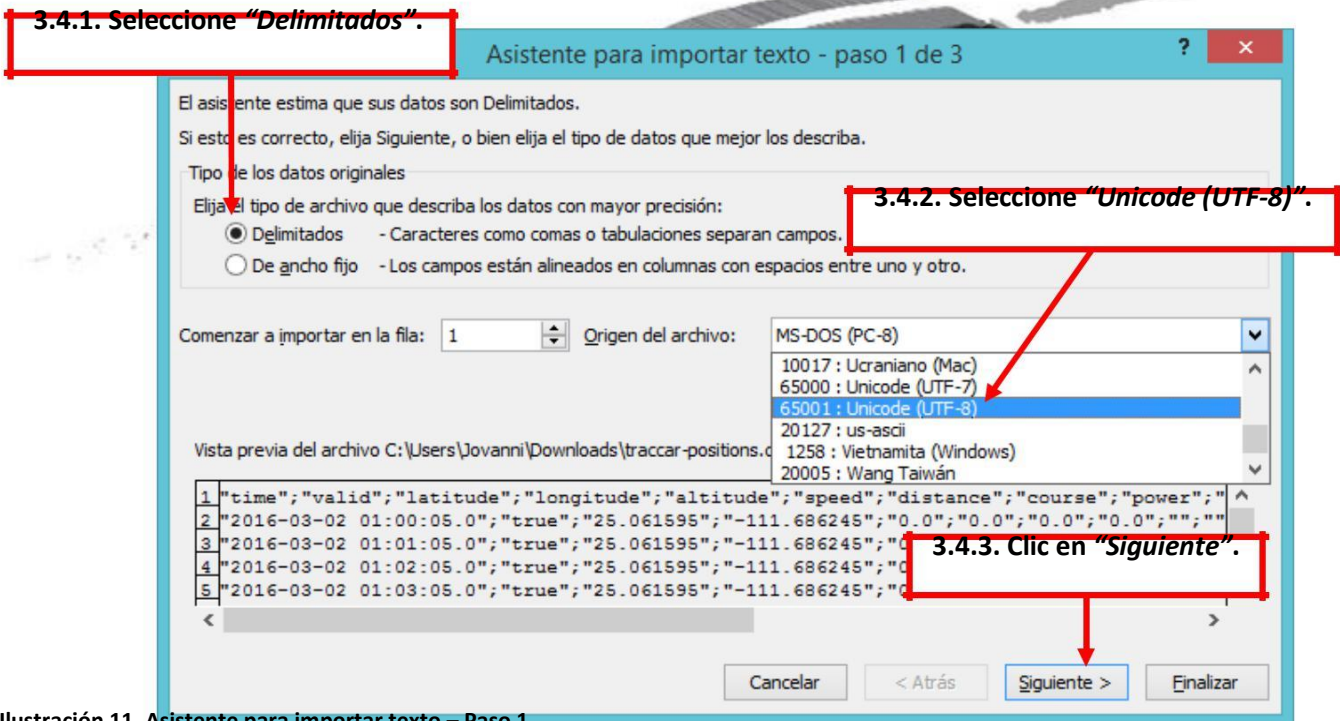 3.4.1. Seleccione “Delimitados”.
Asistente para importar texto - paso 1 de 3
?
El asistente estima que sus datos son Delimitados.
Si esto es correcto, elija Siguiente, o bien elija el tipo de datos que mejor los describa.
Tipo de los datos originales
Elija el tipo de archivo que describa los datos con mayor precisión:
3.4.2. Seleccione “Unicode (UTF-8)”.
Delimitados - Caracteres como comas o tabulaciones separan campos.
De ancho fijo - Los campos están alineados en columnas con espacios entre uno y otro.
Comenzar a importar en la fila: 1 Origen del archivo: MS-DOS (PC-8)
10017 : Ucraniano (Mac)
65000 : Unicode (UTF-7)
65001 : Unicode (UTF-8)
20127 : us-ascii
1258 : Vietnamita (Windows)
20005 : Wang Taiwán
Vista previa del archivo C:\Users\Jovanni\Downloads\traccar-positions.
1 "time";"valid";"latitude";"longitude";"altitude";"speed";"distance";"course";"power";"
2 "2016-03-02 01:00:05.0";"true";"25.061595";"-111.686245";"0.0";"0.0";"0.0";"0.0";"";""
3 "2016-03-02 01:01:05.0";"true";"25.061595";"-111.686245";"
4 "2016-03-02 01:02:05.0";"true";"25.061595";"-111.686245";"
5 "2016-03-02 01:03:05.0";"true";"25.061595";"-111.686245";"
3.4.3. Clic en “Siguiente”.
Cancelar < Atrás Siguiente > Finalizar
Ilustración 11. Asistente para importar texto – Paso 1